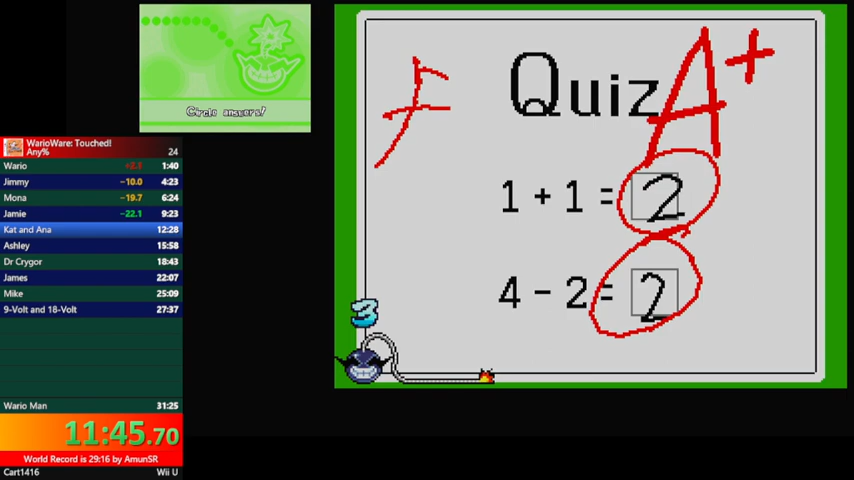 Circle answers!
WarioWare: Touched!
Any% 24
Wario +2.1 1:40
Jimmy −10.0 4:23
Mona −19.7 6:24
Jamie −22.1 9:23
Kat and Ana 12:28
Ashley 15:58
Dr Crygor 18:43
James 22:07
Mike 25:09
9-Volt and 18-Volt 27:37
Wario Man 31:25
11:45.70
World Record is 29:16 by AmunSR
Cart1416 Wii U
F Quiz A+
1 + 1 = 2
4 − 2 = 2
3